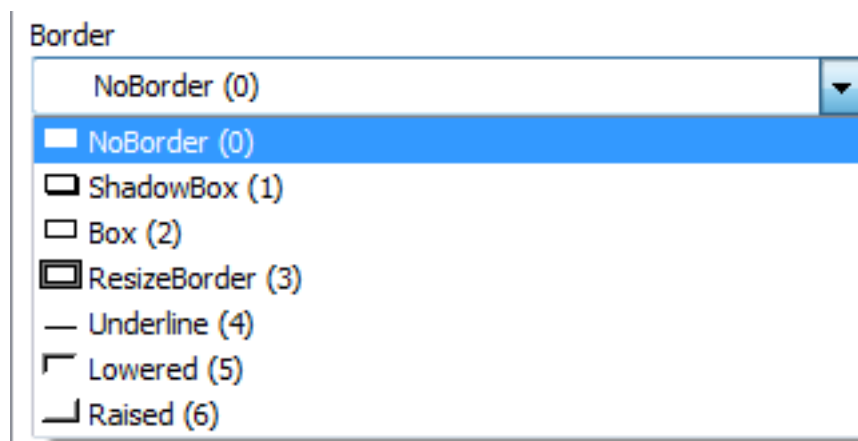 Border
NoBorder (0)
NoBorder (0)
ShadowBox (1)
Box (2)
ResizeBorder (3)
Underline (4)
Lowered (5)
Raised (6)